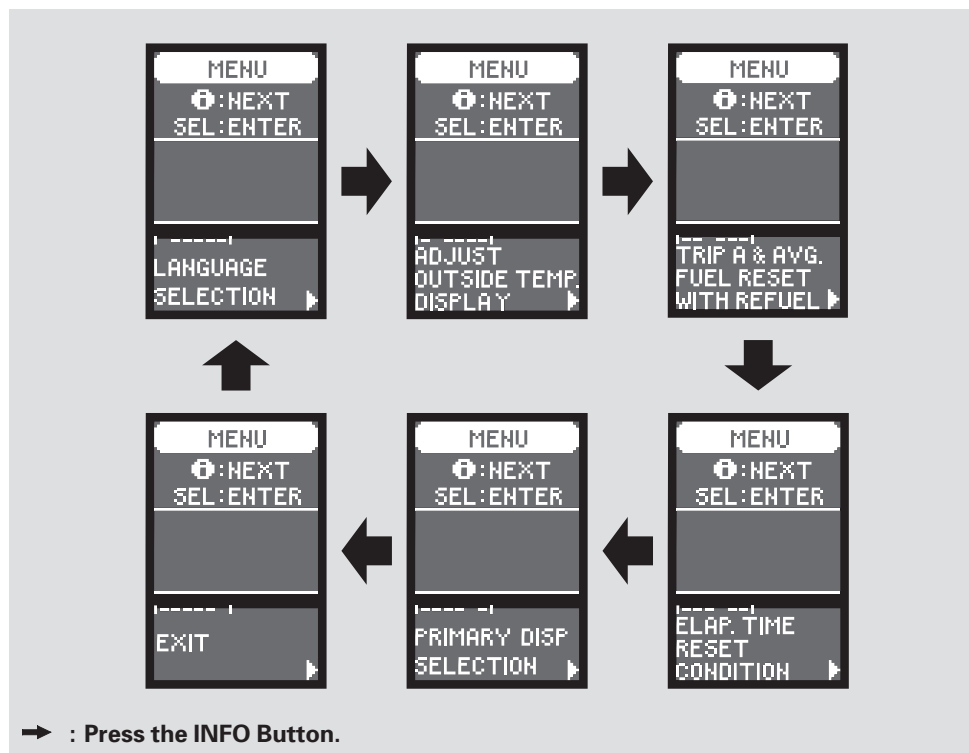 MENU
i:NEXT
SEL:ENTER
LANGUAGE
SELECTION
MENU
i:NEXT
SEL:ENTER
ADJUST
OUTSIDE TEMP.
DISPLAY
MENU
i:NEXT
SEL:ENTER
TRIP A & AVG.
FUEL RESET
WITH REFUEL
MENU
i:NEXT
SEL:ENTER
EXIT
MENU
i:NEXT
SEL:ENTER
PRIMARY DISP
SELECTION
MENU
i:NEXT
SEL:ENTER
ELAP. TIME
RESET
CONDITION
: Press the INFO Button.